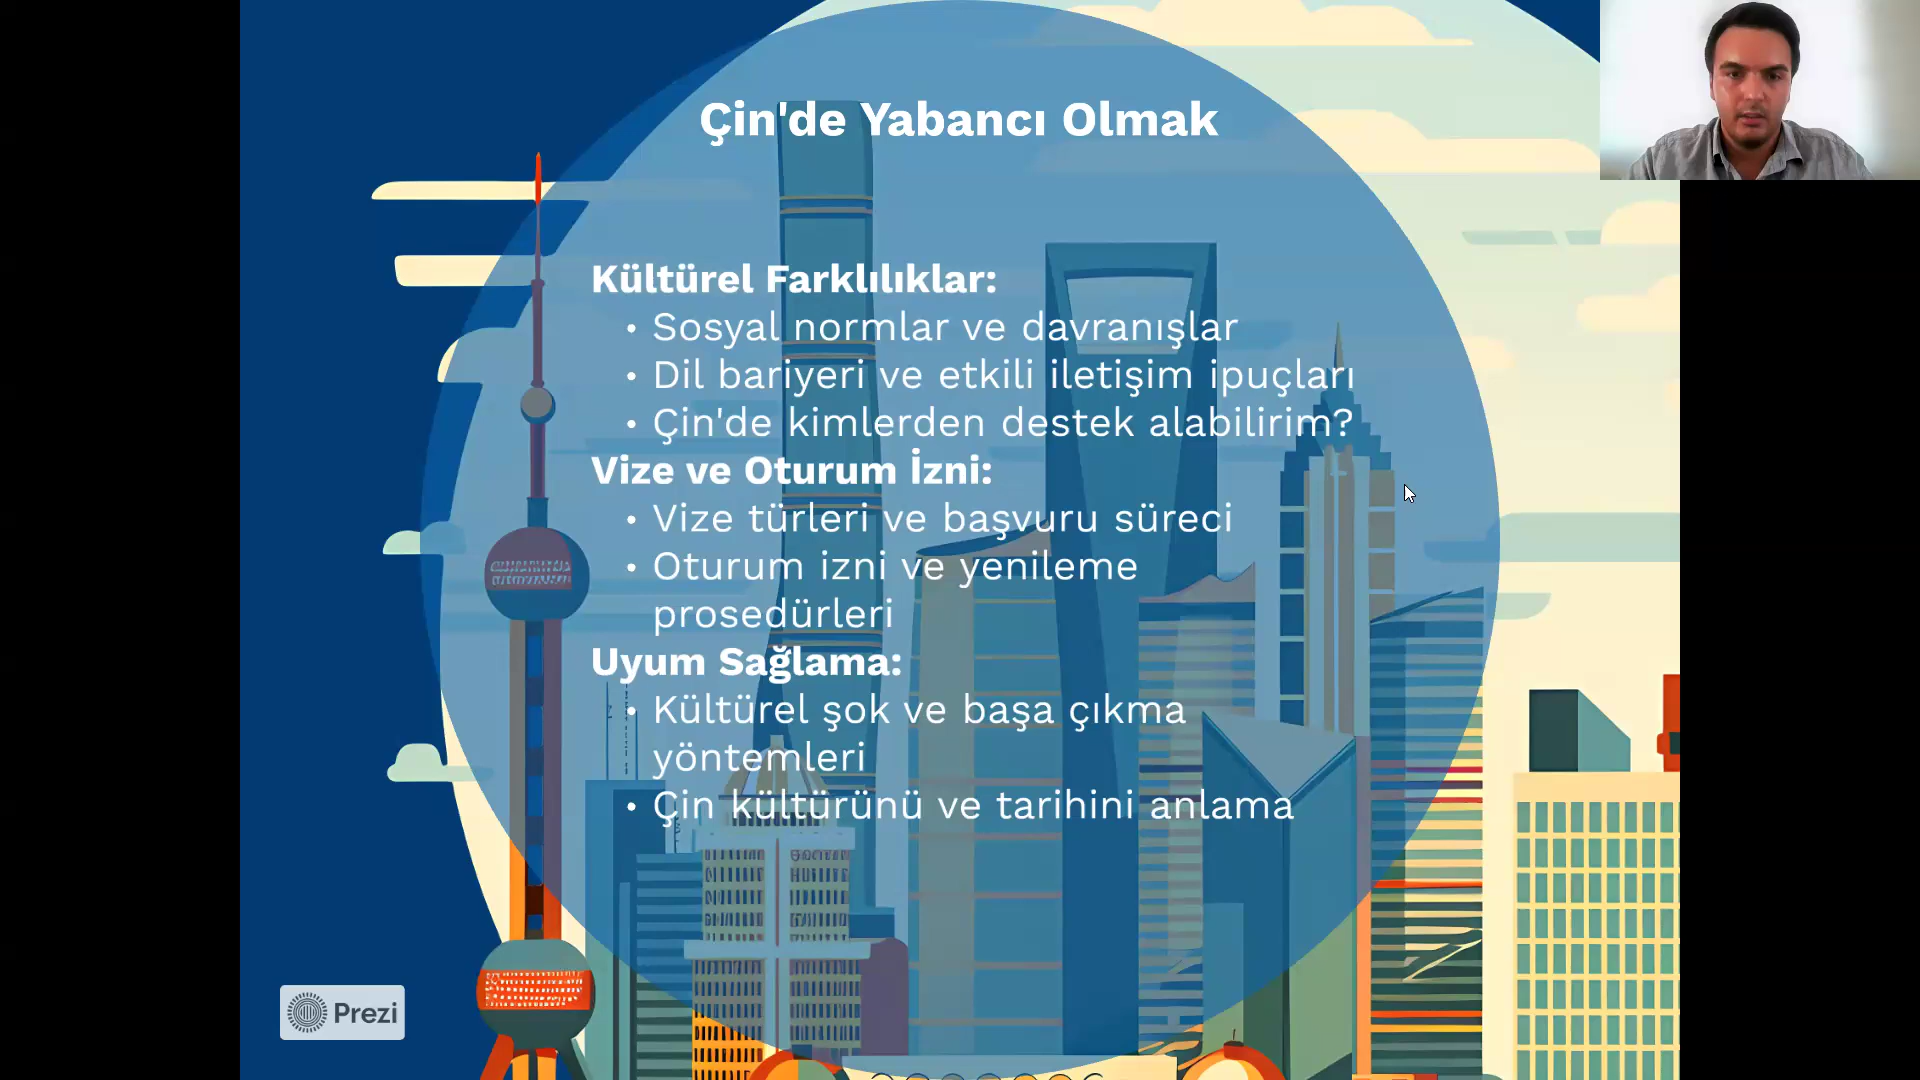 Çin'de Yabancı Olmak
Kültürel Farklılıklar:
• Sosyal normlar ve davranışlar
• Dil bariyeri ve etkili iletişim ipuçları
• Çin'de kimlerden destek alabilirim?
Vize ve Oturum İzni:
• Vize türleri ve başvuru süreci
• Oturum izni ve yenileme
prosedürleri
Uyum Sağlama:
• Kültürel şok ve başa çıkma
yöntemleri
• Çin kültürünü ve tarihini anlama
Prezi